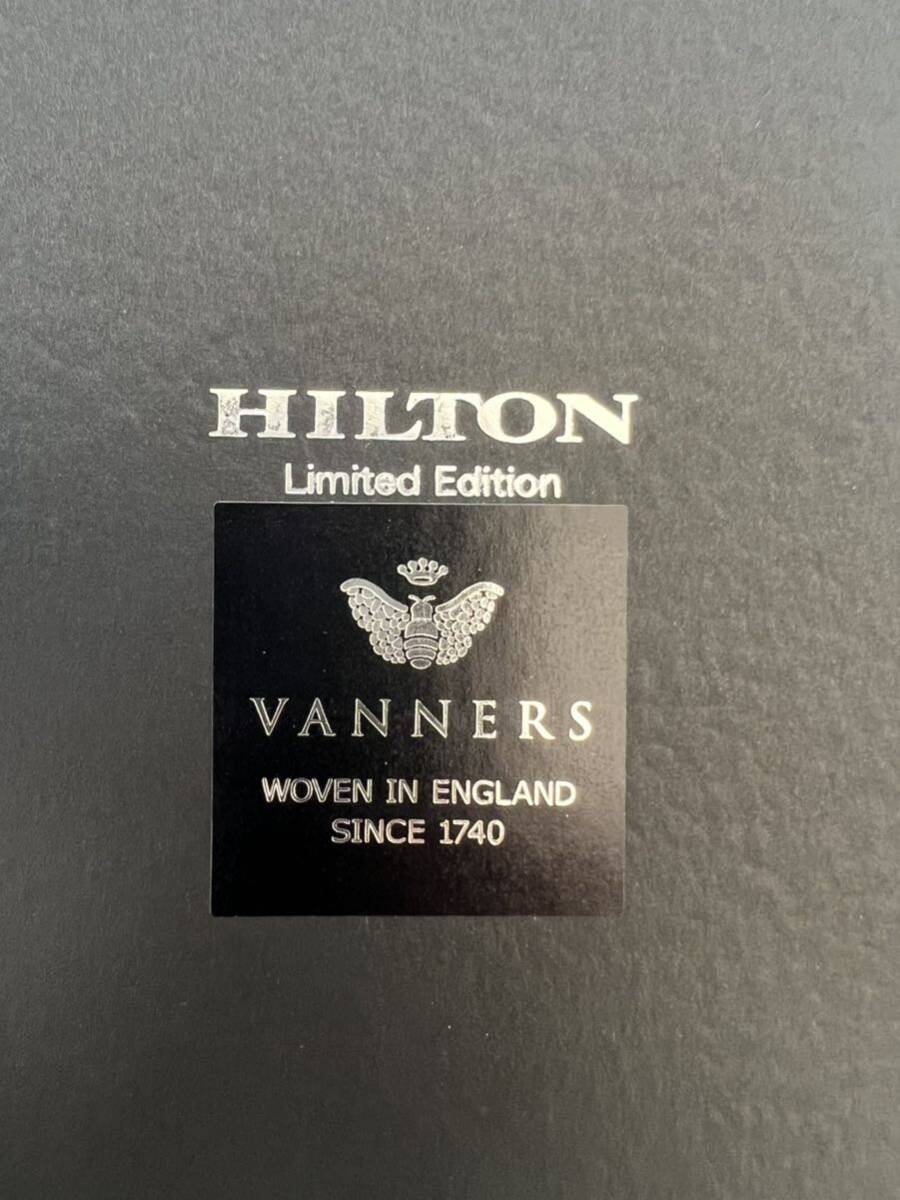 HILTON
Limited Edition
VANNERS
WOVEN IN ENGLAND
SINCE 1740